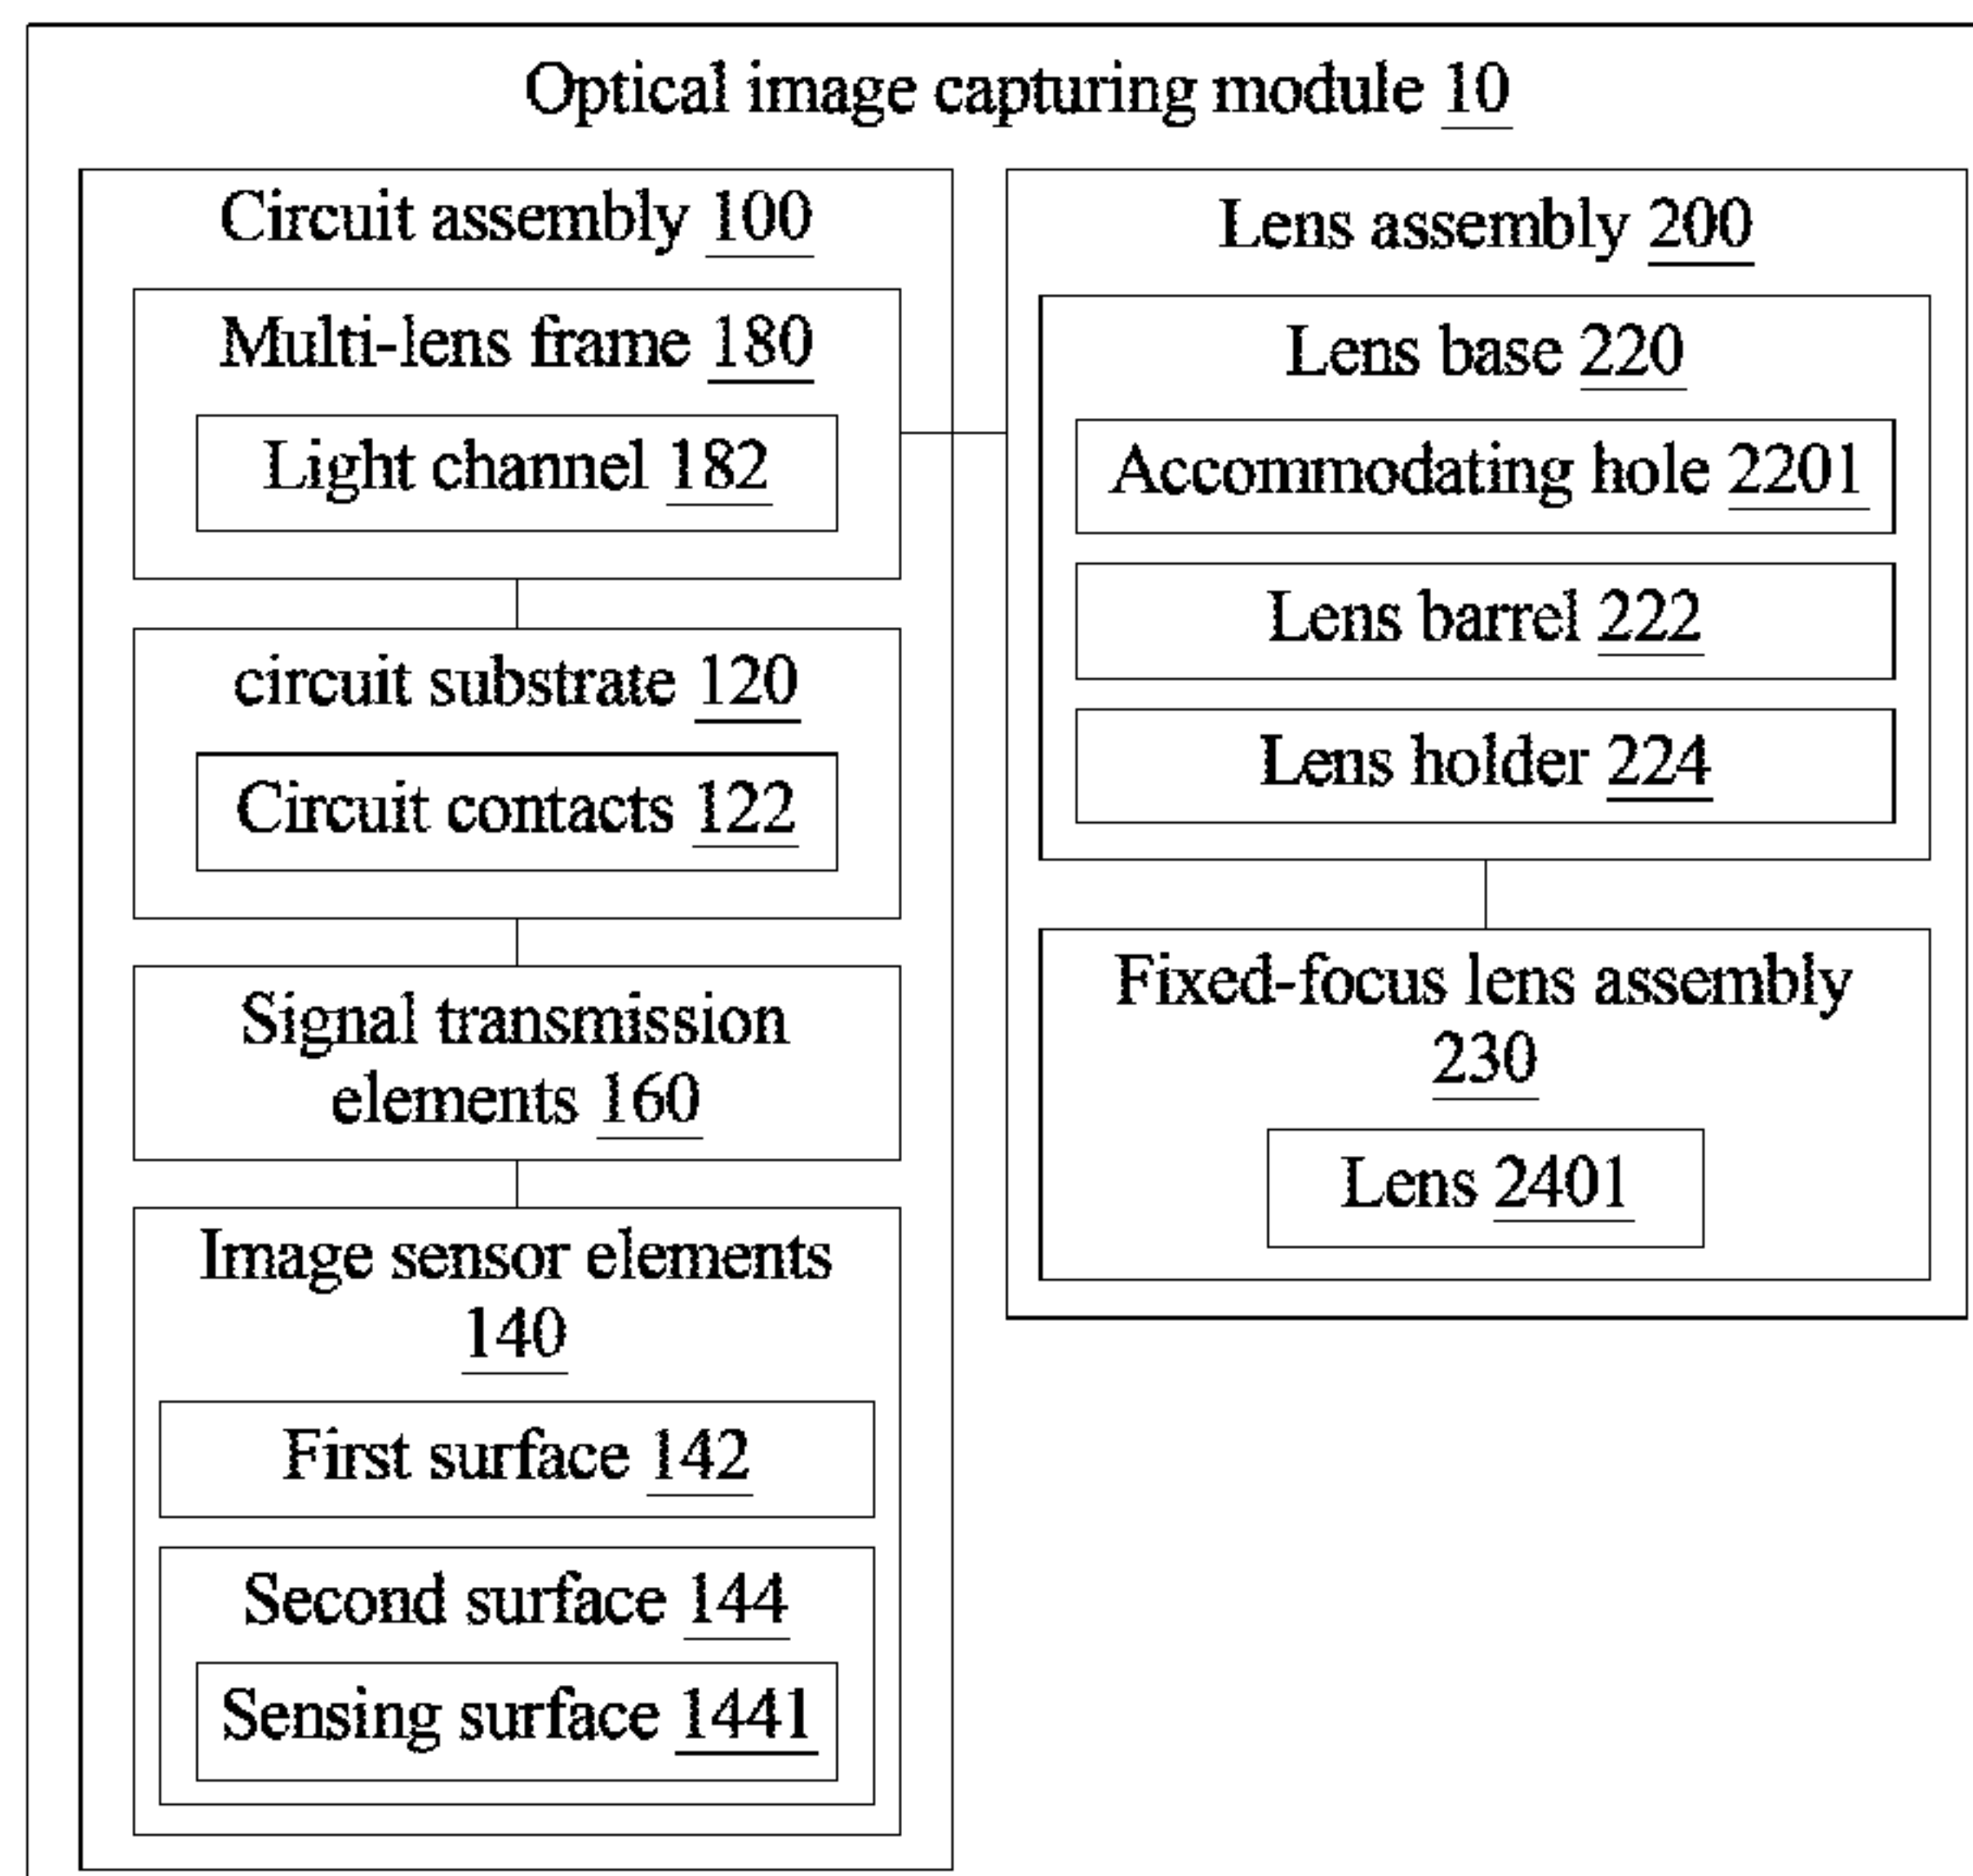 Optical image capturing module 10
Circuit assembly 100
Multi-lens frame 180
Light channel 182
circuit substrate 120
Circuit contacts 122
Signal transmission
elements 160
Image sensor elements
140
First surface 142
Second surface 144
Sensing surface 1441
Lens assembly 200
Lens base 220
Accommodating hole 2201
Lens barrel 222
Lens holder 224
Fixed-focus lens assembly
230
Lens 2401